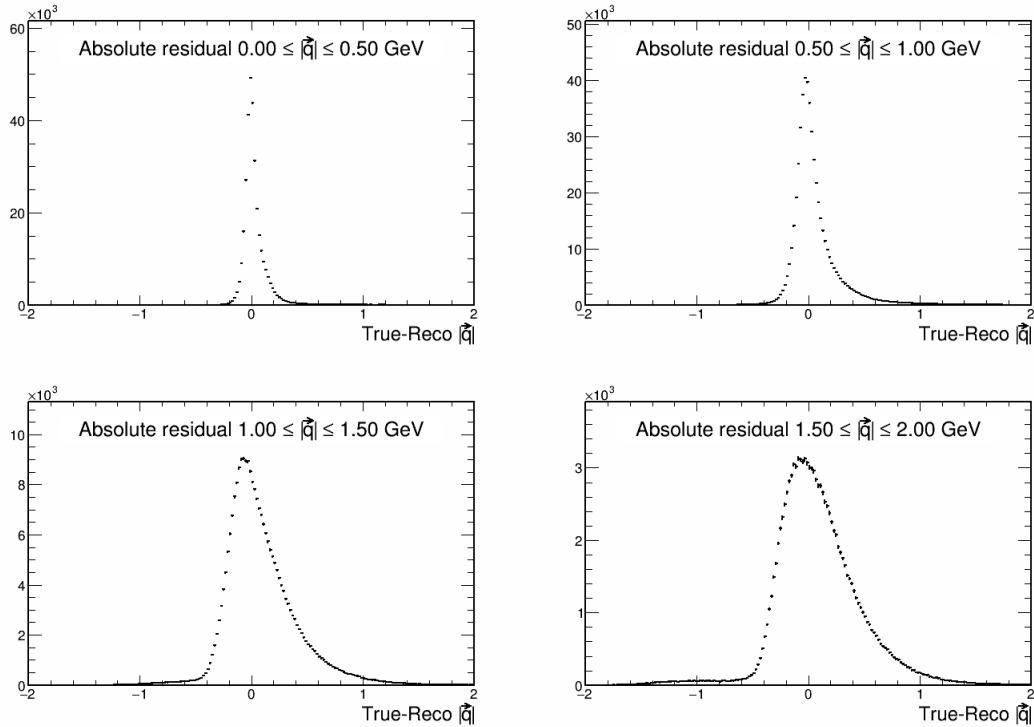 ×10³
60
Absolute residual 0.00 ≤ |q⃗| ≤ 0.50 GeV
40
20
0
−2 −1 0 1 2
True-Reco |q⃗|
×10³
50
Absolute residual 0.50 ≤ |q⃗| ≤ 1.00 GeV
40
30
20
10
0
−2 −1 0 1 2
True-Reco |q⃗|
×10³
10
Absolute residual 1.00 ≤ |q⃗| ≤ 1.50 GeV
8
6
4
2
0
−2 −1 0 1 2
True-Reco |q⃗|
×10³
Absolute residual 1.50 ≤ |q⃗| ≤ 2.00 GeV
3
2
1
0
−2 −1 0 1 2
True-Reco |q⃗|